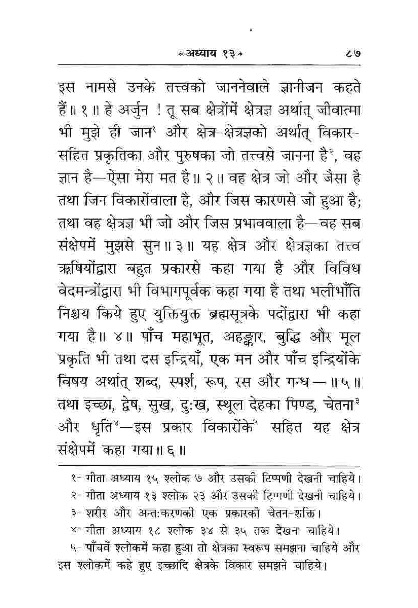 *अध्याय १३* ८७
इस नामसे उनके तत्त्वको जाननेवाले ज्ञानीजन कहते
हैं॥ १॥ हे अर्जुन ! तू सब क्षेत्रोंमें क्षेत्रज्ञ अर्थात् जीवात्मा
भी मुझे ही जान¹ और क्षेत्र-क्षेत्रज्ञको अर्थात् विकार-
सहित प्रकृतिका और पुरुषका जो तत्त्वसे जानना है², वह
ज्ञान है—ऐसा मेरा मत है॥ २॥ वह क्षेत्र जो और जैसा है
तथा जिन विकारोंवाला है, और जिस कारणसे जो हुआ है;
तथा वह क्षेत्रज्ञ भी जो और जिस प्रभाववाला है—वह सब
संक्षेपमें मुझसे सुन॥ ३॥ यह क्षेत्र और क्षेत्रज्ञका तत्त्व
ऋषियोंद्वारा बहुत प्रकारसे कहा गया है और विविध
वेदमन्त्रोंद्वारा भी विभागपूर्वक कहा गया है तथा भलीभाँति
निश्चय किये हुए युक्तियुक्त ब्रह्मसूत्रके पदोंद्वारा भी कहा
गया है॥ ४॥ पाँच महाभूत, अहङ्कार, बुद्धि और मूल
प्रकृति भी तथा दस इन्द्रियाँ, एक मन और पाँच इन्द्रियोंके
विषय अर्थात् शब्द, स्पर्श, रूप, रस और गन्ध—॥५॥
तथा इच्छा, द्वेष, सुख, दुःख, स्थूल देहका पिण्ड, चेतना³
और धृति⁴—इस प्रकार विकारोंके⁵ सहित यह क्षेत्र
संक्षेपमें कहा गया॥ ६॥
१- गीता अध्याय १५ श्लोक ७ और उसकी टिप्पणी देखनी चाहिये।
२- गीता अध्याय १३ श्लोक २३ और उसकी टिप्पणी देखनी चाहिये।
३- शरीर और अन्तःकरणकी एक प्रकारकी चेतन-शक्ति।
४- गीता अध्याय १८ श्लोक ३४ से ३५ तक देखना चाहिये।
५- पाँचवें श्लोकमें कहा हुआ तो क्षेत्रका स्वरूप समझना चाहिये और
इस श्लोकमें कहे हुए इच्छादि क्षेत्रके विकार समझने चाहिये।